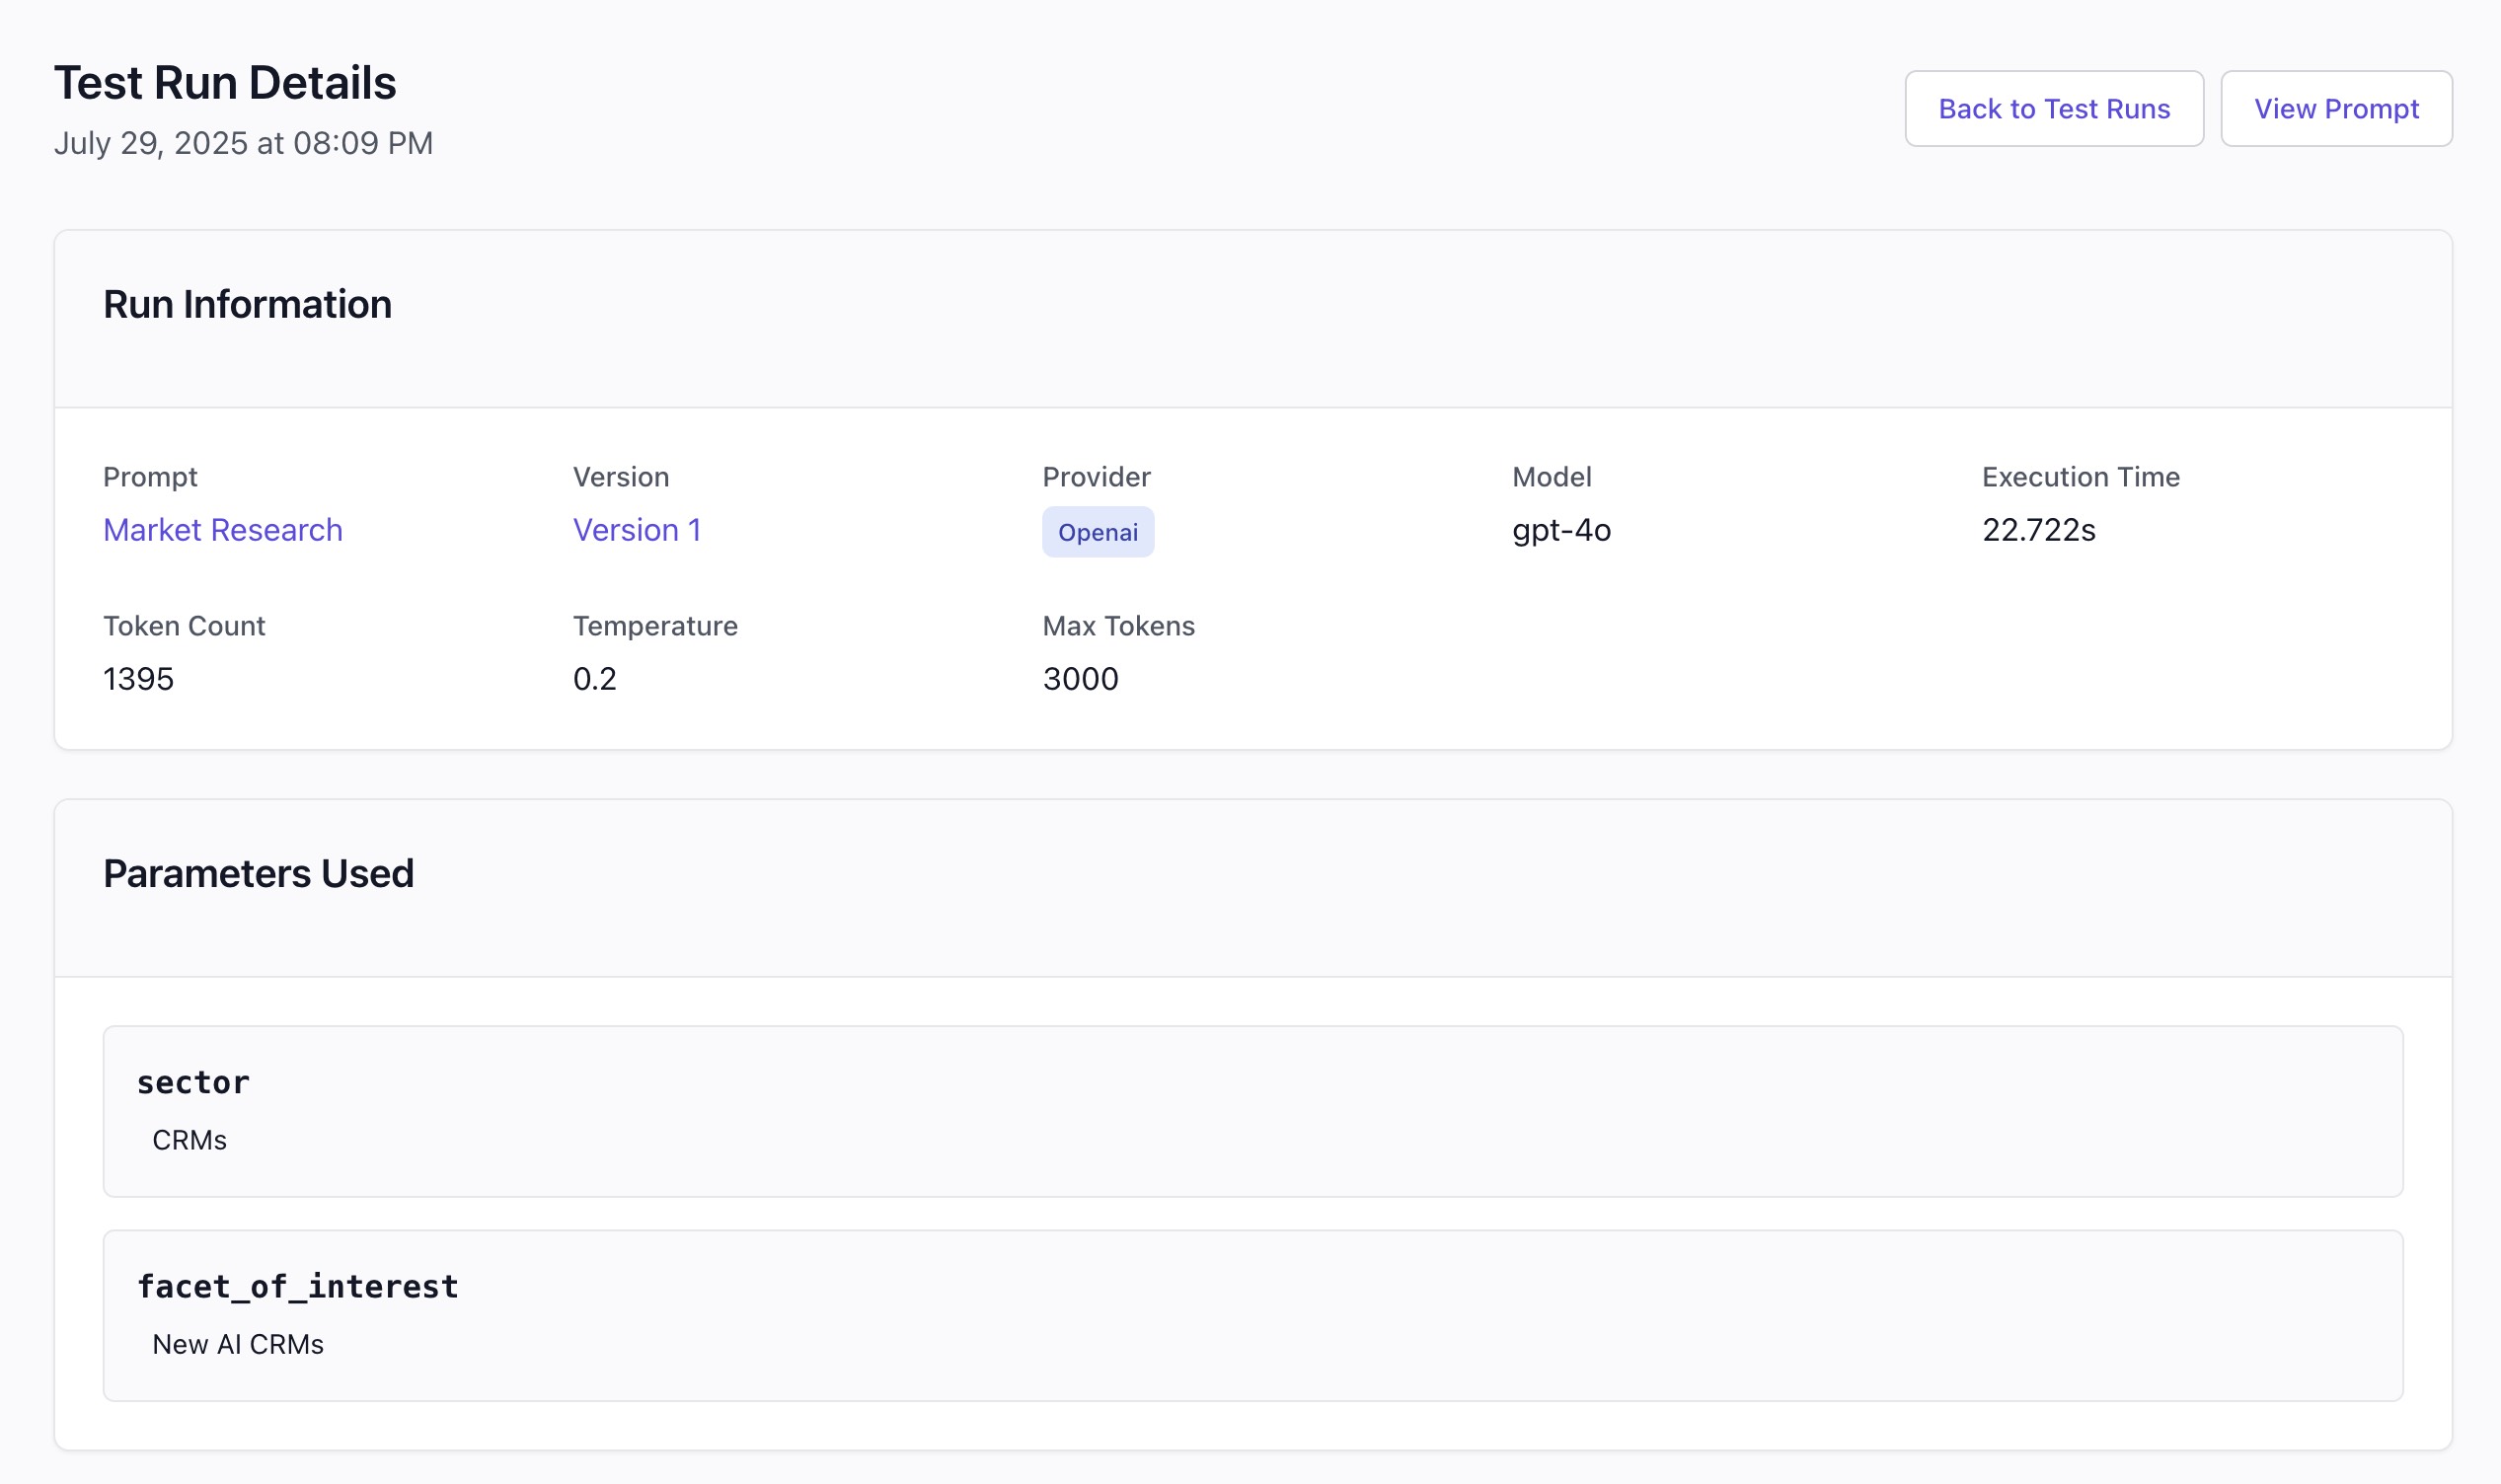 Test Run Details
July 29, 2025 at 08:09 PM
Back to Test Runs
View Prompt
Run Information
Prompt
Market Research
Version
Version 1
Provider
Openai
Model
gpt-4o
Execution Time
22.722s
Token Count
1395
Temperature
0.2
Max Tokens
3000
Parameters Used
sector
CRMs
facet_of_interest
New AI CRMs